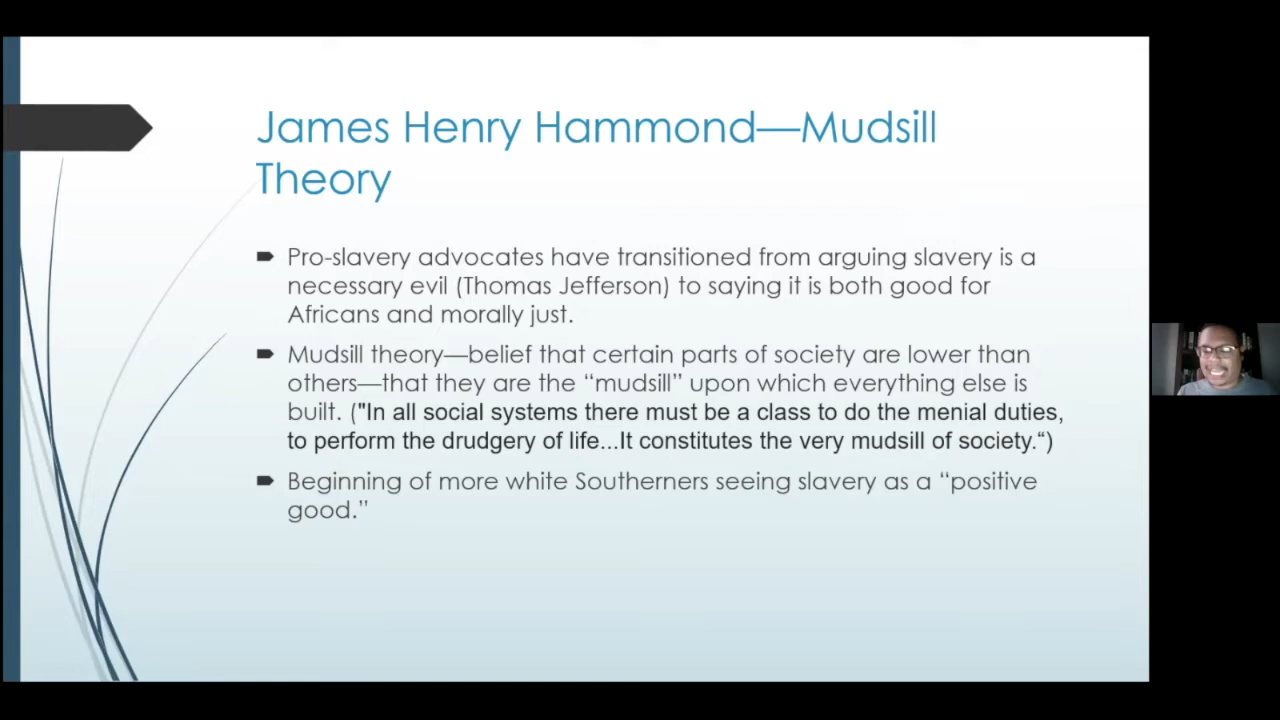 James Henry Hammond—Mudsill
Theory
Pro-slavery advocates have transitioned from arguing slavery is a
necessary evil (Thomas Jefferson) to saying it is both good for
Africans and morally just.
Mudsill theory—belief that certain parts of society are lower than
others—that they are the “mudsill” upon which everything else is
built. ("In all social systems there must be a class to do the menial duties,
to perform the drudgery of life...It constitutes the very mudsill of society.“)
Beginning of more white Southerners seeing slavery as a “positive
good.”